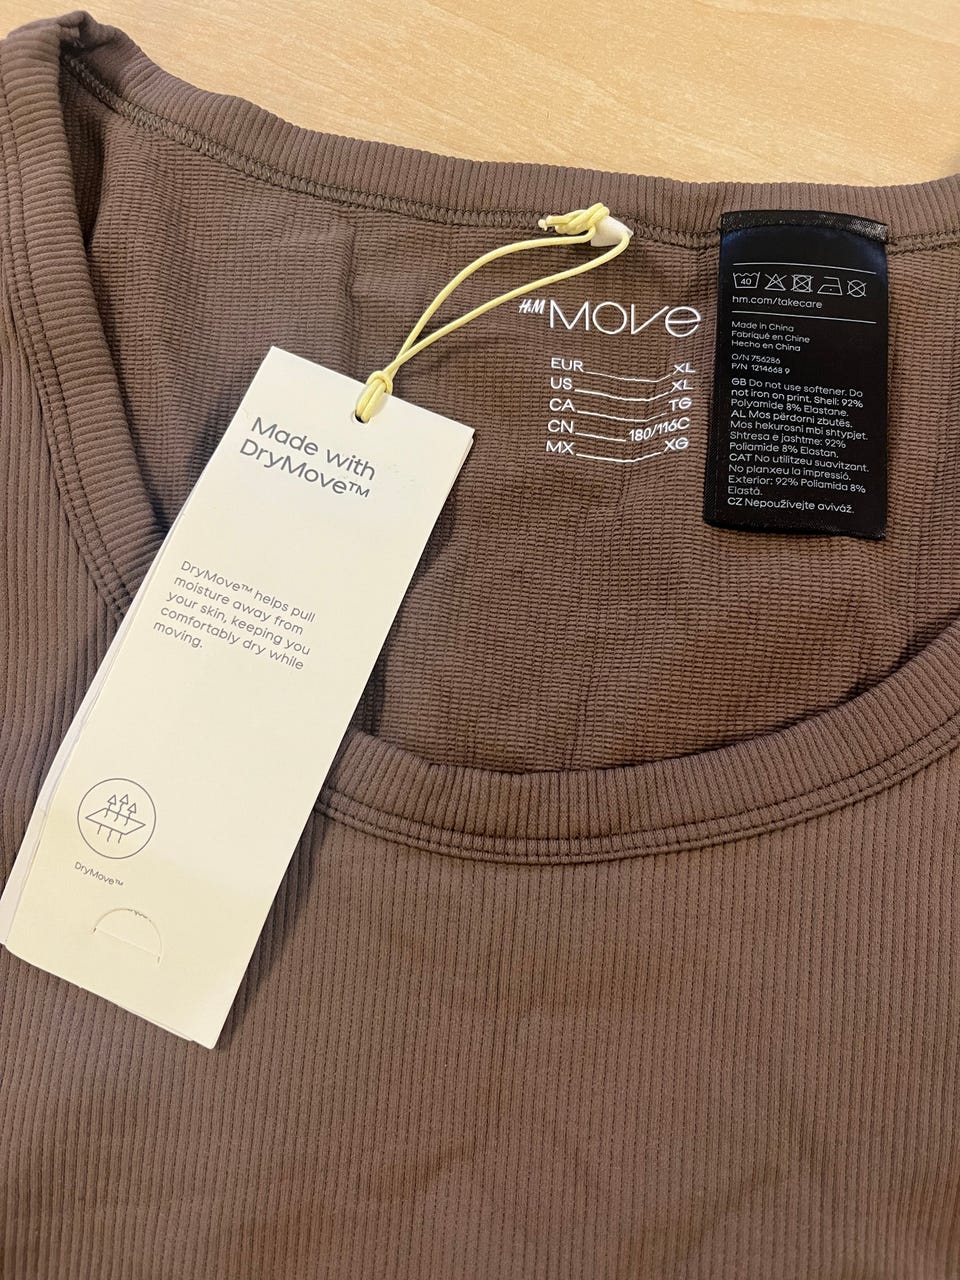 H&M MOVE
EUR XL
US XL
CA TG
CN 180/116C
MX XG
40
hm.com/takecare
Made in China
Fabriqué en Chine
Hecho en China
O/N 756286
P/N 1214668 9
GB Do not use softener. Do
not iron on print. Shell: 92%
Polyamide 8% Elastane.
AL Mos përdorni zbutës.
Mos hekurosni mbi shtypjet.
Shtresa e jashtme: 92%
Poliamide 8% Elastan.
CAT No utilitzeu suavitzant.
No planxeu la impressió.
Exterior: 92% Poliamida 8%
Elastà.
CZ Nepoužívejte aviváž.
Made with
DryMove™
DryMove™ helps pull
moisture away from
your skin, keeping you
comfortably dry while
moving.
DryMove™